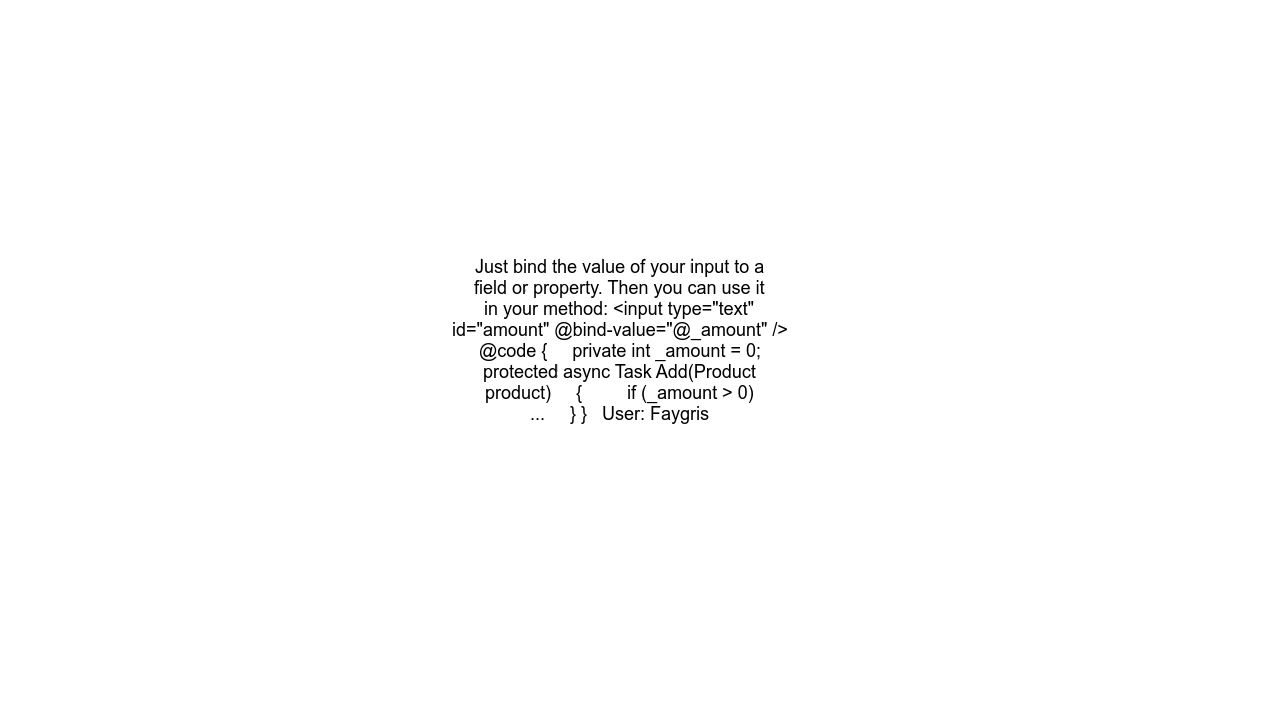 Just bind the value of your input to a
field or property. Then you can use it
in your method: <input type="text"
id="amount" @bind-value="@_amount" />
@code {     private int _amount = 0;
protected async Task Add(Product
product)     {         if (_amount > 0)
...     } }   User: Faygris